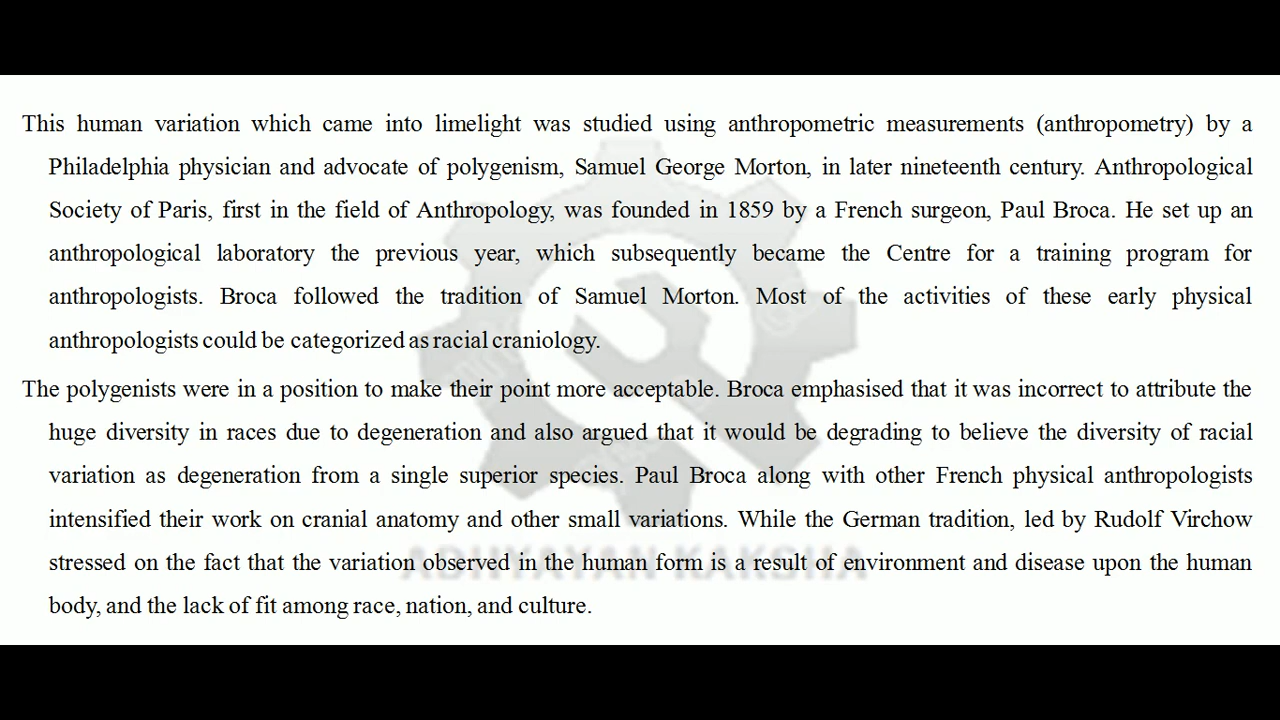 This human variation which came into limelight was studied using anthropometric measurements (anthropometry) by a
Philadelphia physician and advocate of polygenism, Samuel George Morton, in later nineteenth century. Anthropological
Society of Paris, first in the field of Anthropology, was founded in 1859 by a French surgeon, Paul Broca. He set up an
anthropological laboratory the previous year, which subsequently became the Centre for a training program for
anthropologists. Broca followed the tradition of Samuel Morton. Most of the activities of these early physical
anthropologists could be categorized as racial craniology.
The polygenists were in a position to make their point more acceptable. Broca emphasised that it was incorrect to attribute the
huge diversity in races due to degeneration and also argued that it would be degrading to believe the diversity of racial
variation as degeneration from a single superior species. Paul Broca along with other French physical anthropologists
intensified their work on cranial anatomy and other small variations. While the German tradition, led by Rudolf Virchow
stressed on the fact that the variation observed in the human form is a result of environment and disease upon the human
ADHYAYAN KAKSHA
body, and the lack of fit among race, nation, and culture.